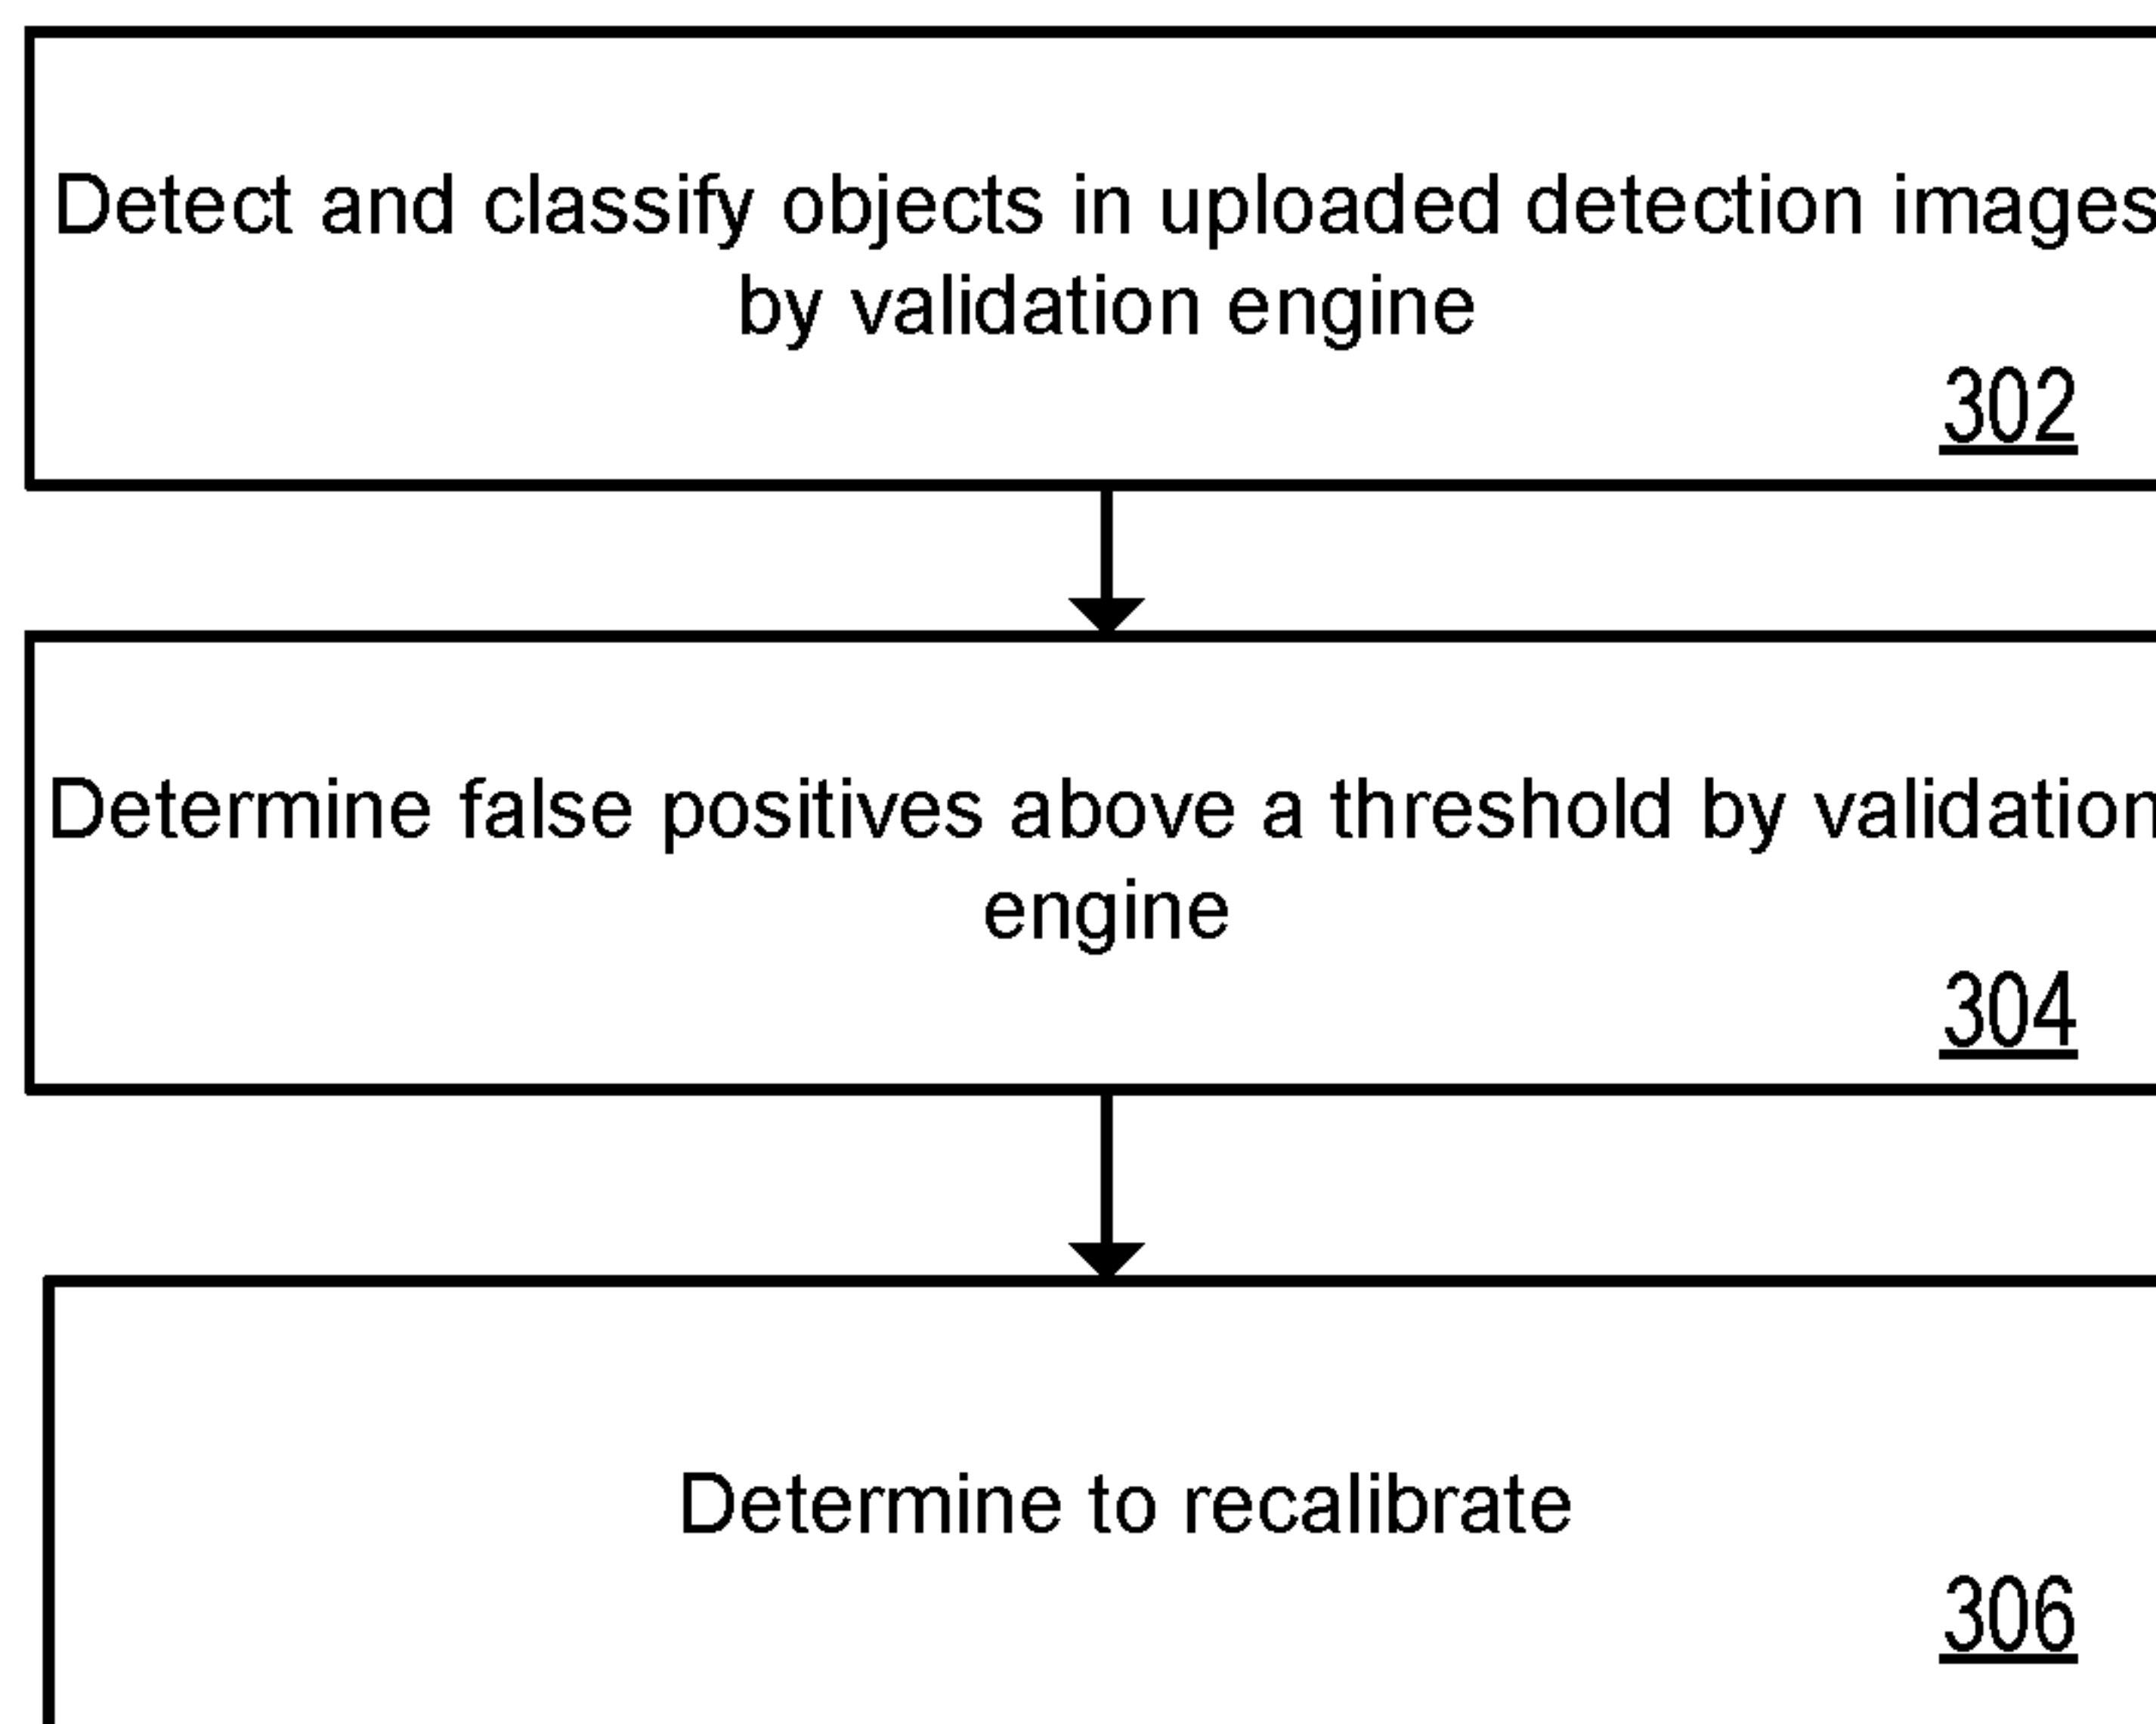 Detect and classify objects in uploaded detection images
by validation engine
302
Determine false positives above a threshold by validation
engine
304
Determine to recalibrate
306